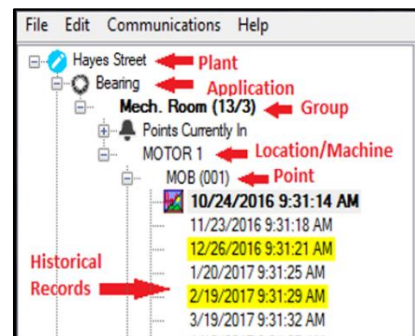 File Edit Communications Help
Hayes Street Plant
Bearing Application
Mech. Room (13/3) Group
Points Currently In
MOTOR 1 Location/Machine
MOB (001) Point
10/24/2016 9:31:14 AM
11/23/2016 9:31:18 AM
12/26/2016 9:31:21 AM
Historical
1/20/2017 9:31:25 AM
Records 2/19/2017 9:31:29 AM
3/19/2017 9:31:32 AM